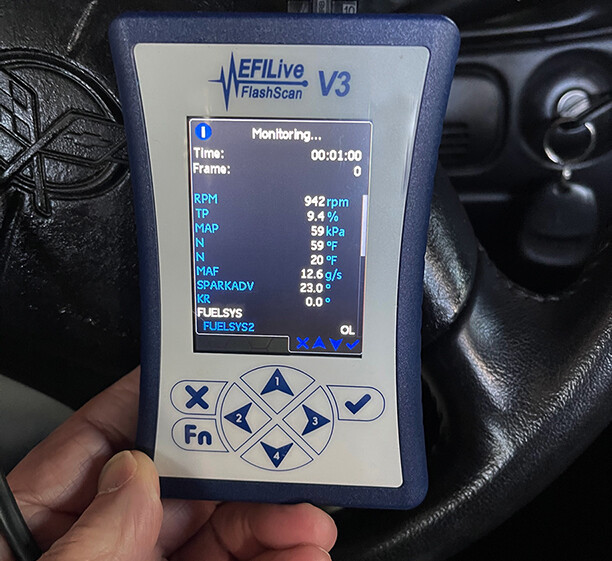 EFILive
FlashScan V3
Monitoring...
Time: 00:01:00
Frame: 0
RPM 942 rpm
TP 9.4 %
MAP 59 kPa
N 59 °F
N 20 °F
MAF 12.6 g/s
SPARKADV 23.0 °
KR 0.0 °
FUELSYS
FUELSYS2 OL
1
2
3
4
Fn